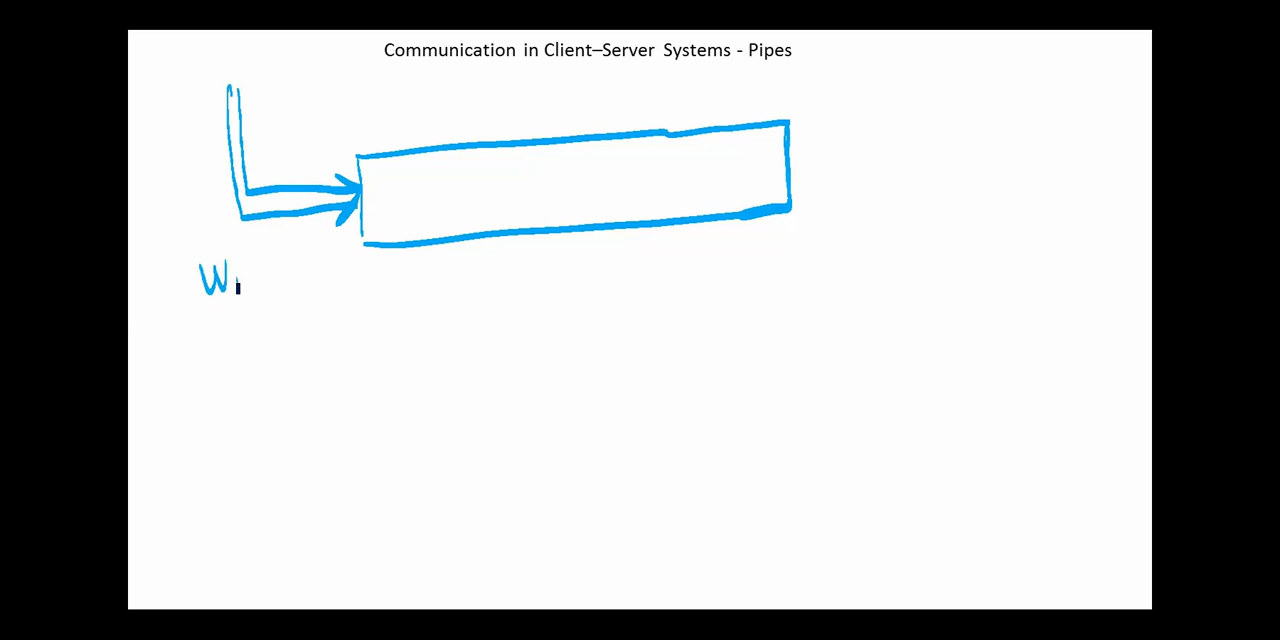 Communication in Client–Server Systems - Pipes
W